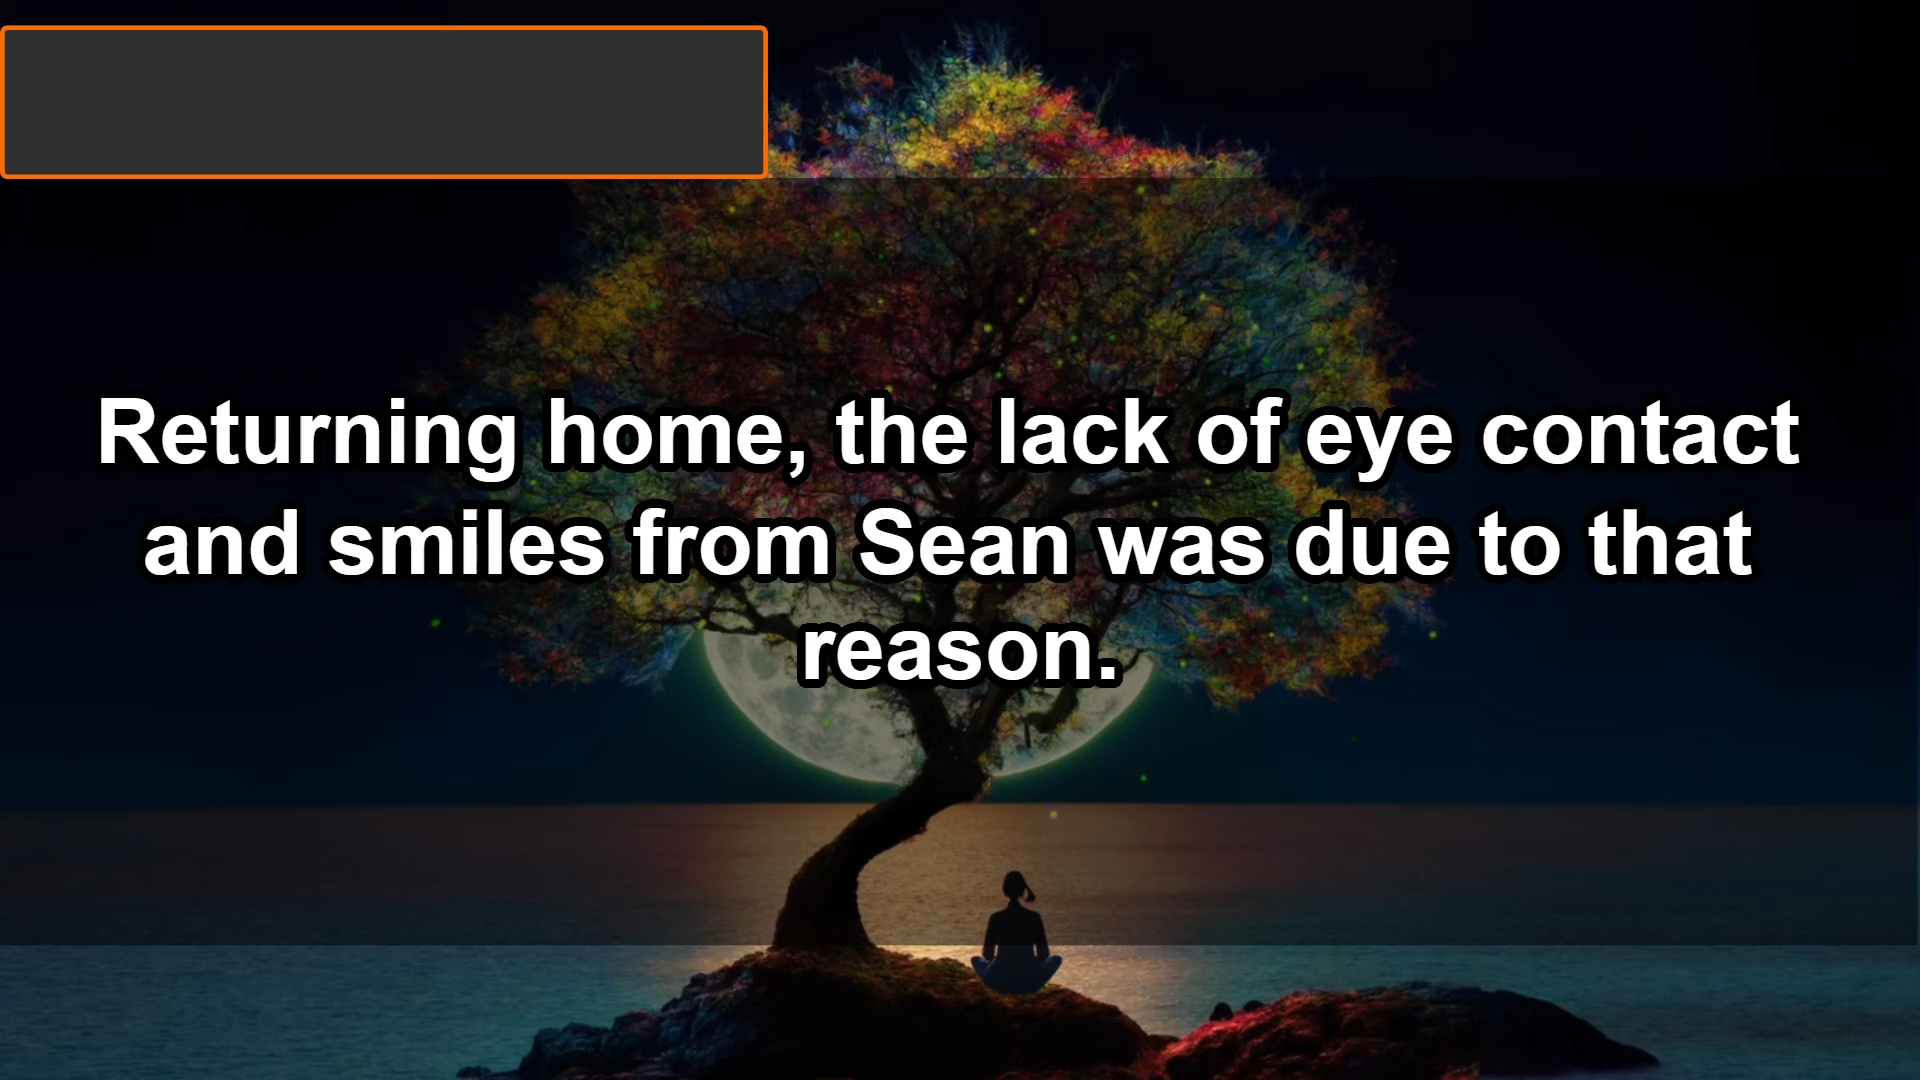 Returning home, the lack of eye contact
and smiles from Sean was due to that
reason.